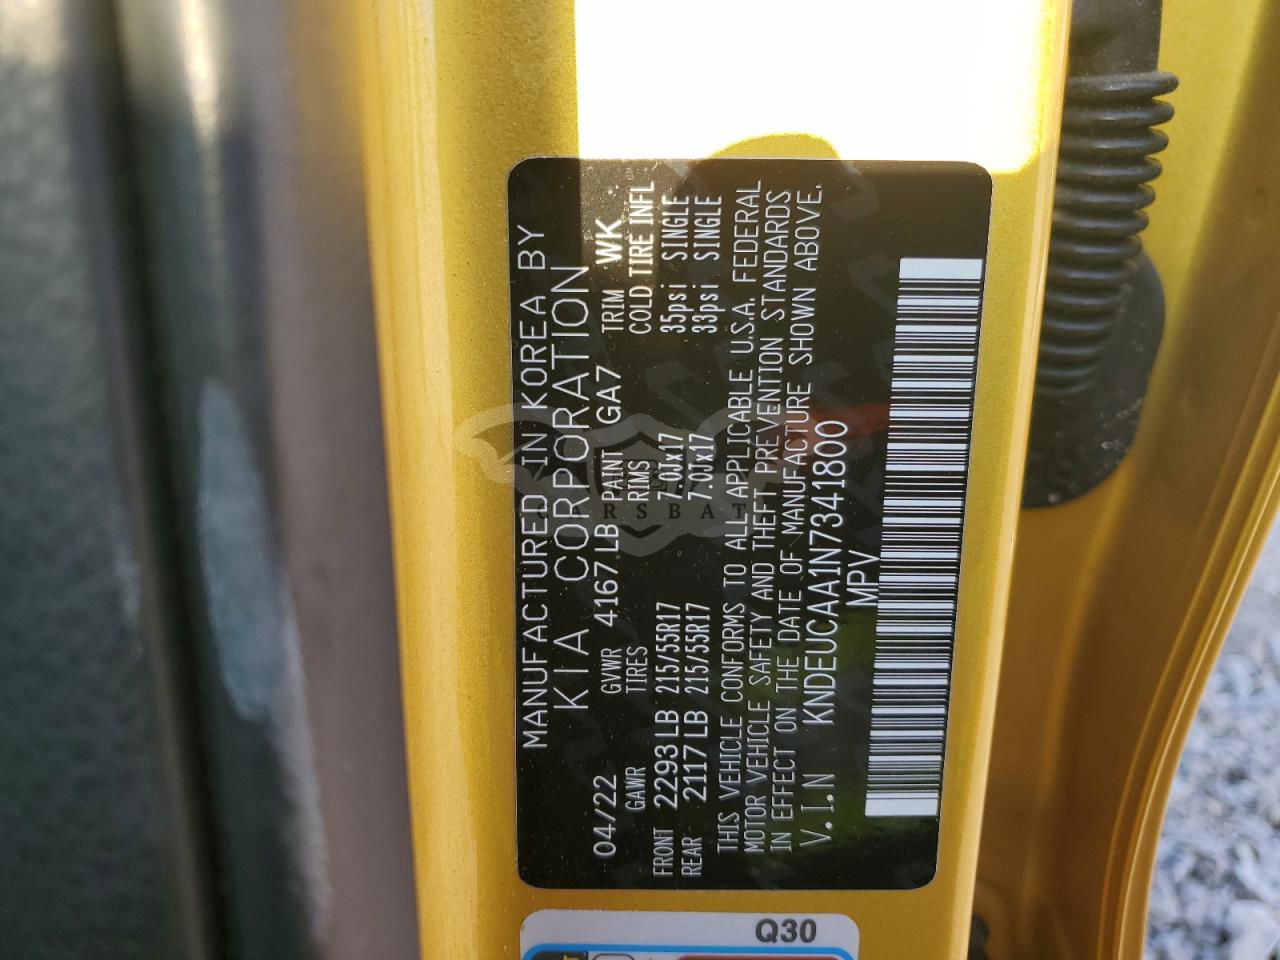 MANUFACTURED IN KOREA BY
KIA CORPORATION
04/22 GVWR 4167 LB PAINT GA7 TRIM WK
GAWR TIRES RIMS COLD TIRE INFL
FRONT 2293 LB 215/55R17 7.0Jx17 35psi SINGLE
REAR 2117 LB 215/55R17 7.0Jx17 33psi SINGLE
THIS VEHICLE CONFORMS TO ALL APPLICABLE U.S.A. FEDERAL
MOTOR VEHICLE SAFETY AND THEFT PREVENTION STANDARDS
IN EFFECT ON THE DATE OF MANUFACTURE SHOWN ABOVE.
V.I.N KNDEUCAA1N7341800
MPV
CARSBAT
Q30